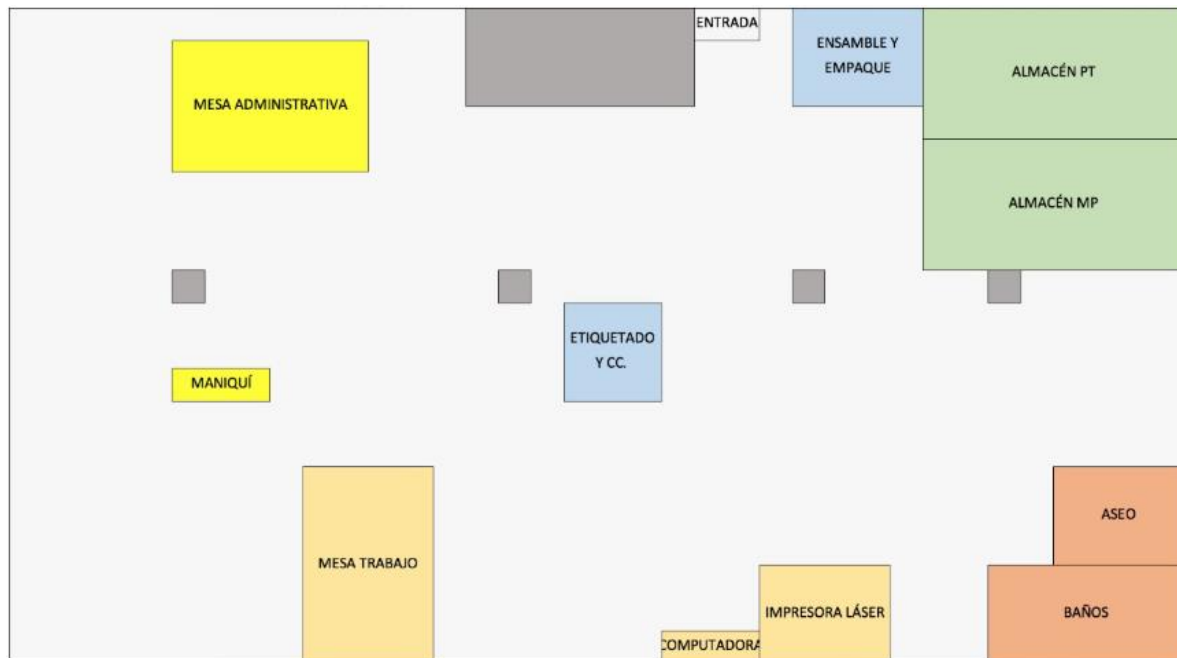 ENTRADA
ENSAMBLE Y
EMPAQUE
ALMACÉN PT
MESA ADMINISTRATIVA
ALMACÉN MP
ETIQUETADO
Y CC.
MANIQUÍ
ASEO
MESA TRABAJO
IMPRESORA LÁSER
BAÑOS
COMPUTADORA